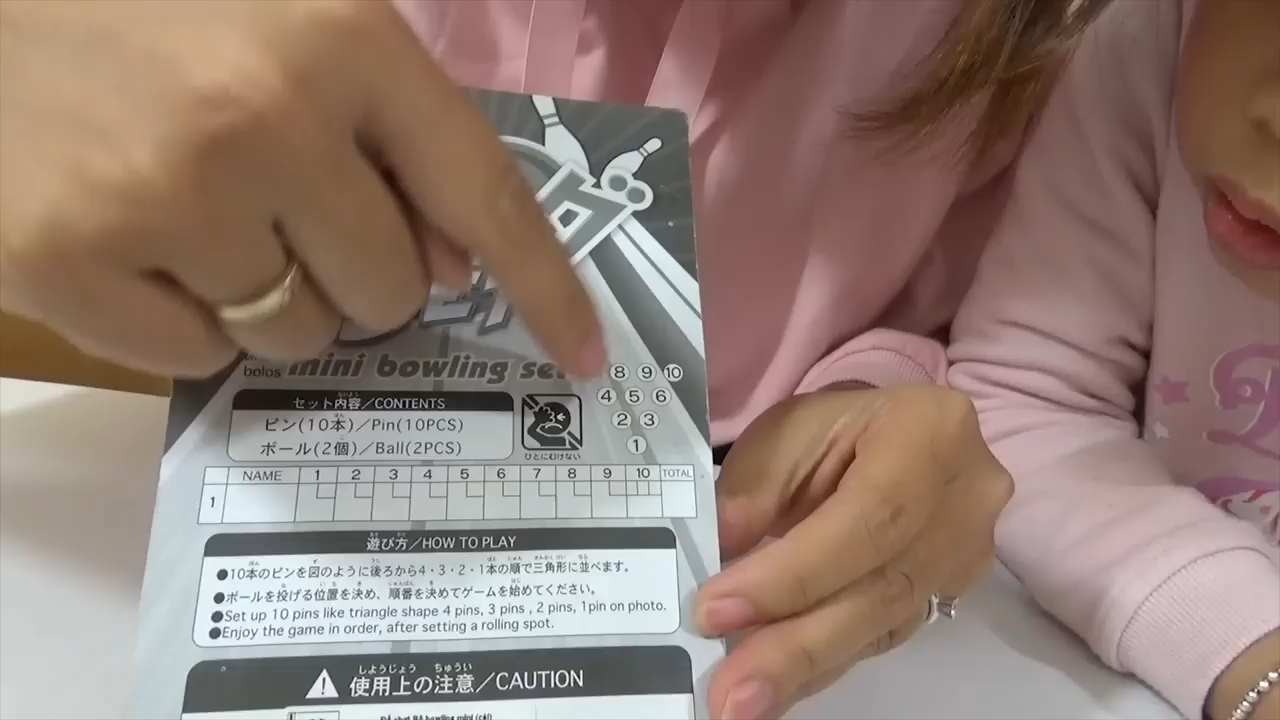 bolos mini bowling se
セット内容／CONTENTS
ピン(10本)／Pin(10PCS)
ボール(2個)／Ball(2PCS)
ひとにむけない
8 9 10
4 5 6
2 3
1
NAME 1 2 3 4 5 6 7 8 9 10 TOTAL
1
遊び方／HOW TO PLAY
●10本のピンを図のように後ろから4・3・2・1本の順で三角形に並べます。
●ボールを投げる位置を決め、順番を決めてゲームを始めてください。
●Set up 10 pins like triangle shape 4 pins, 3 pins , 2 pins, 1pin on photo.
●Enjoy the game in order, after setting a rolling spot.
使用上の注意／CAUTION